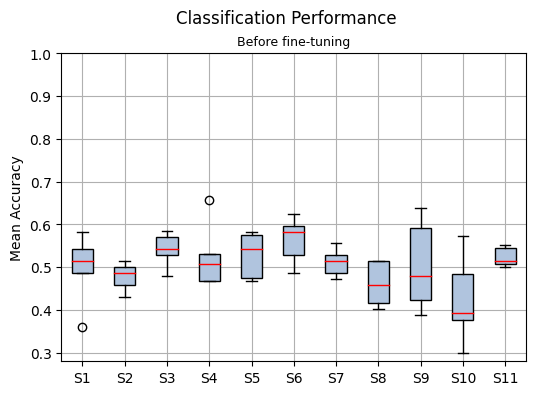 Classification Performance
Before fine-tuning
1.0
0.9
0.8
0.7
0.6
0.5
0.4
0.3
Mean Accuracy
S1 S2 S3 S4 S5 S6 S7 S8 S9 S10 S11